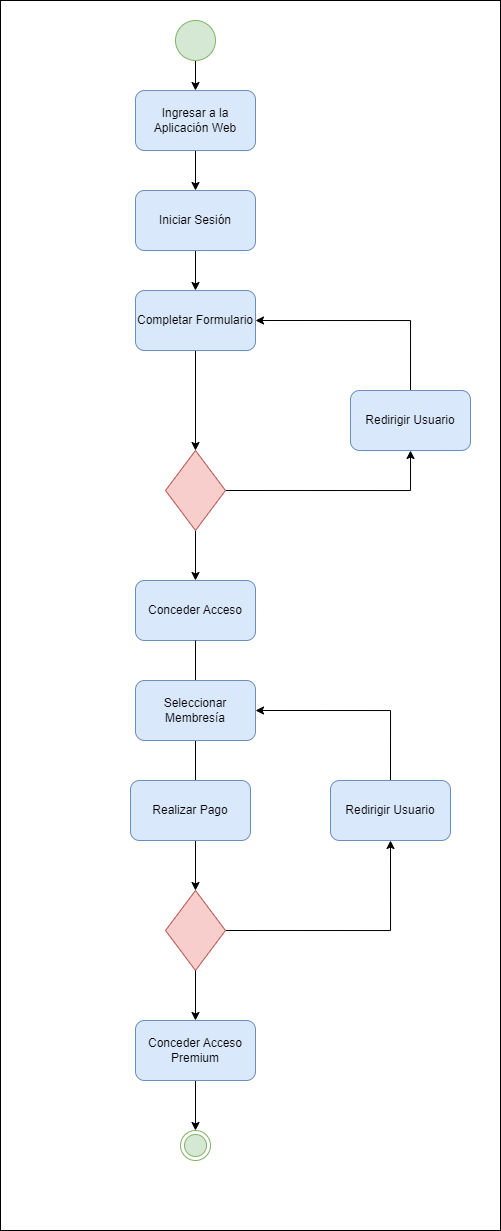 Ingresar a la
Aplicación Web
Iniciar Sesión
Completar Formulario
Redirigir Usuario
Conceder Acceso
Seleccionar
Membresía
Realizar Pago
Redirigir Usuario
Conceder Acceso
Premium